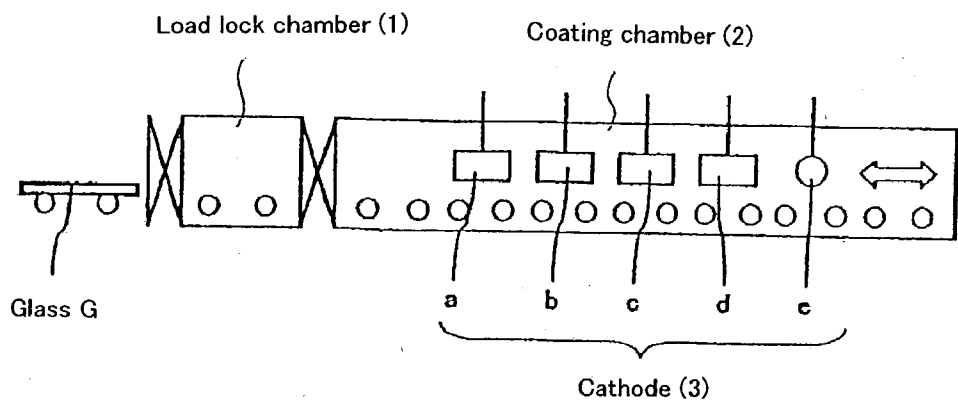 Load lock chamber (1)
Coating chamber (2)
Glass G
a b c d e
Cathode (3)